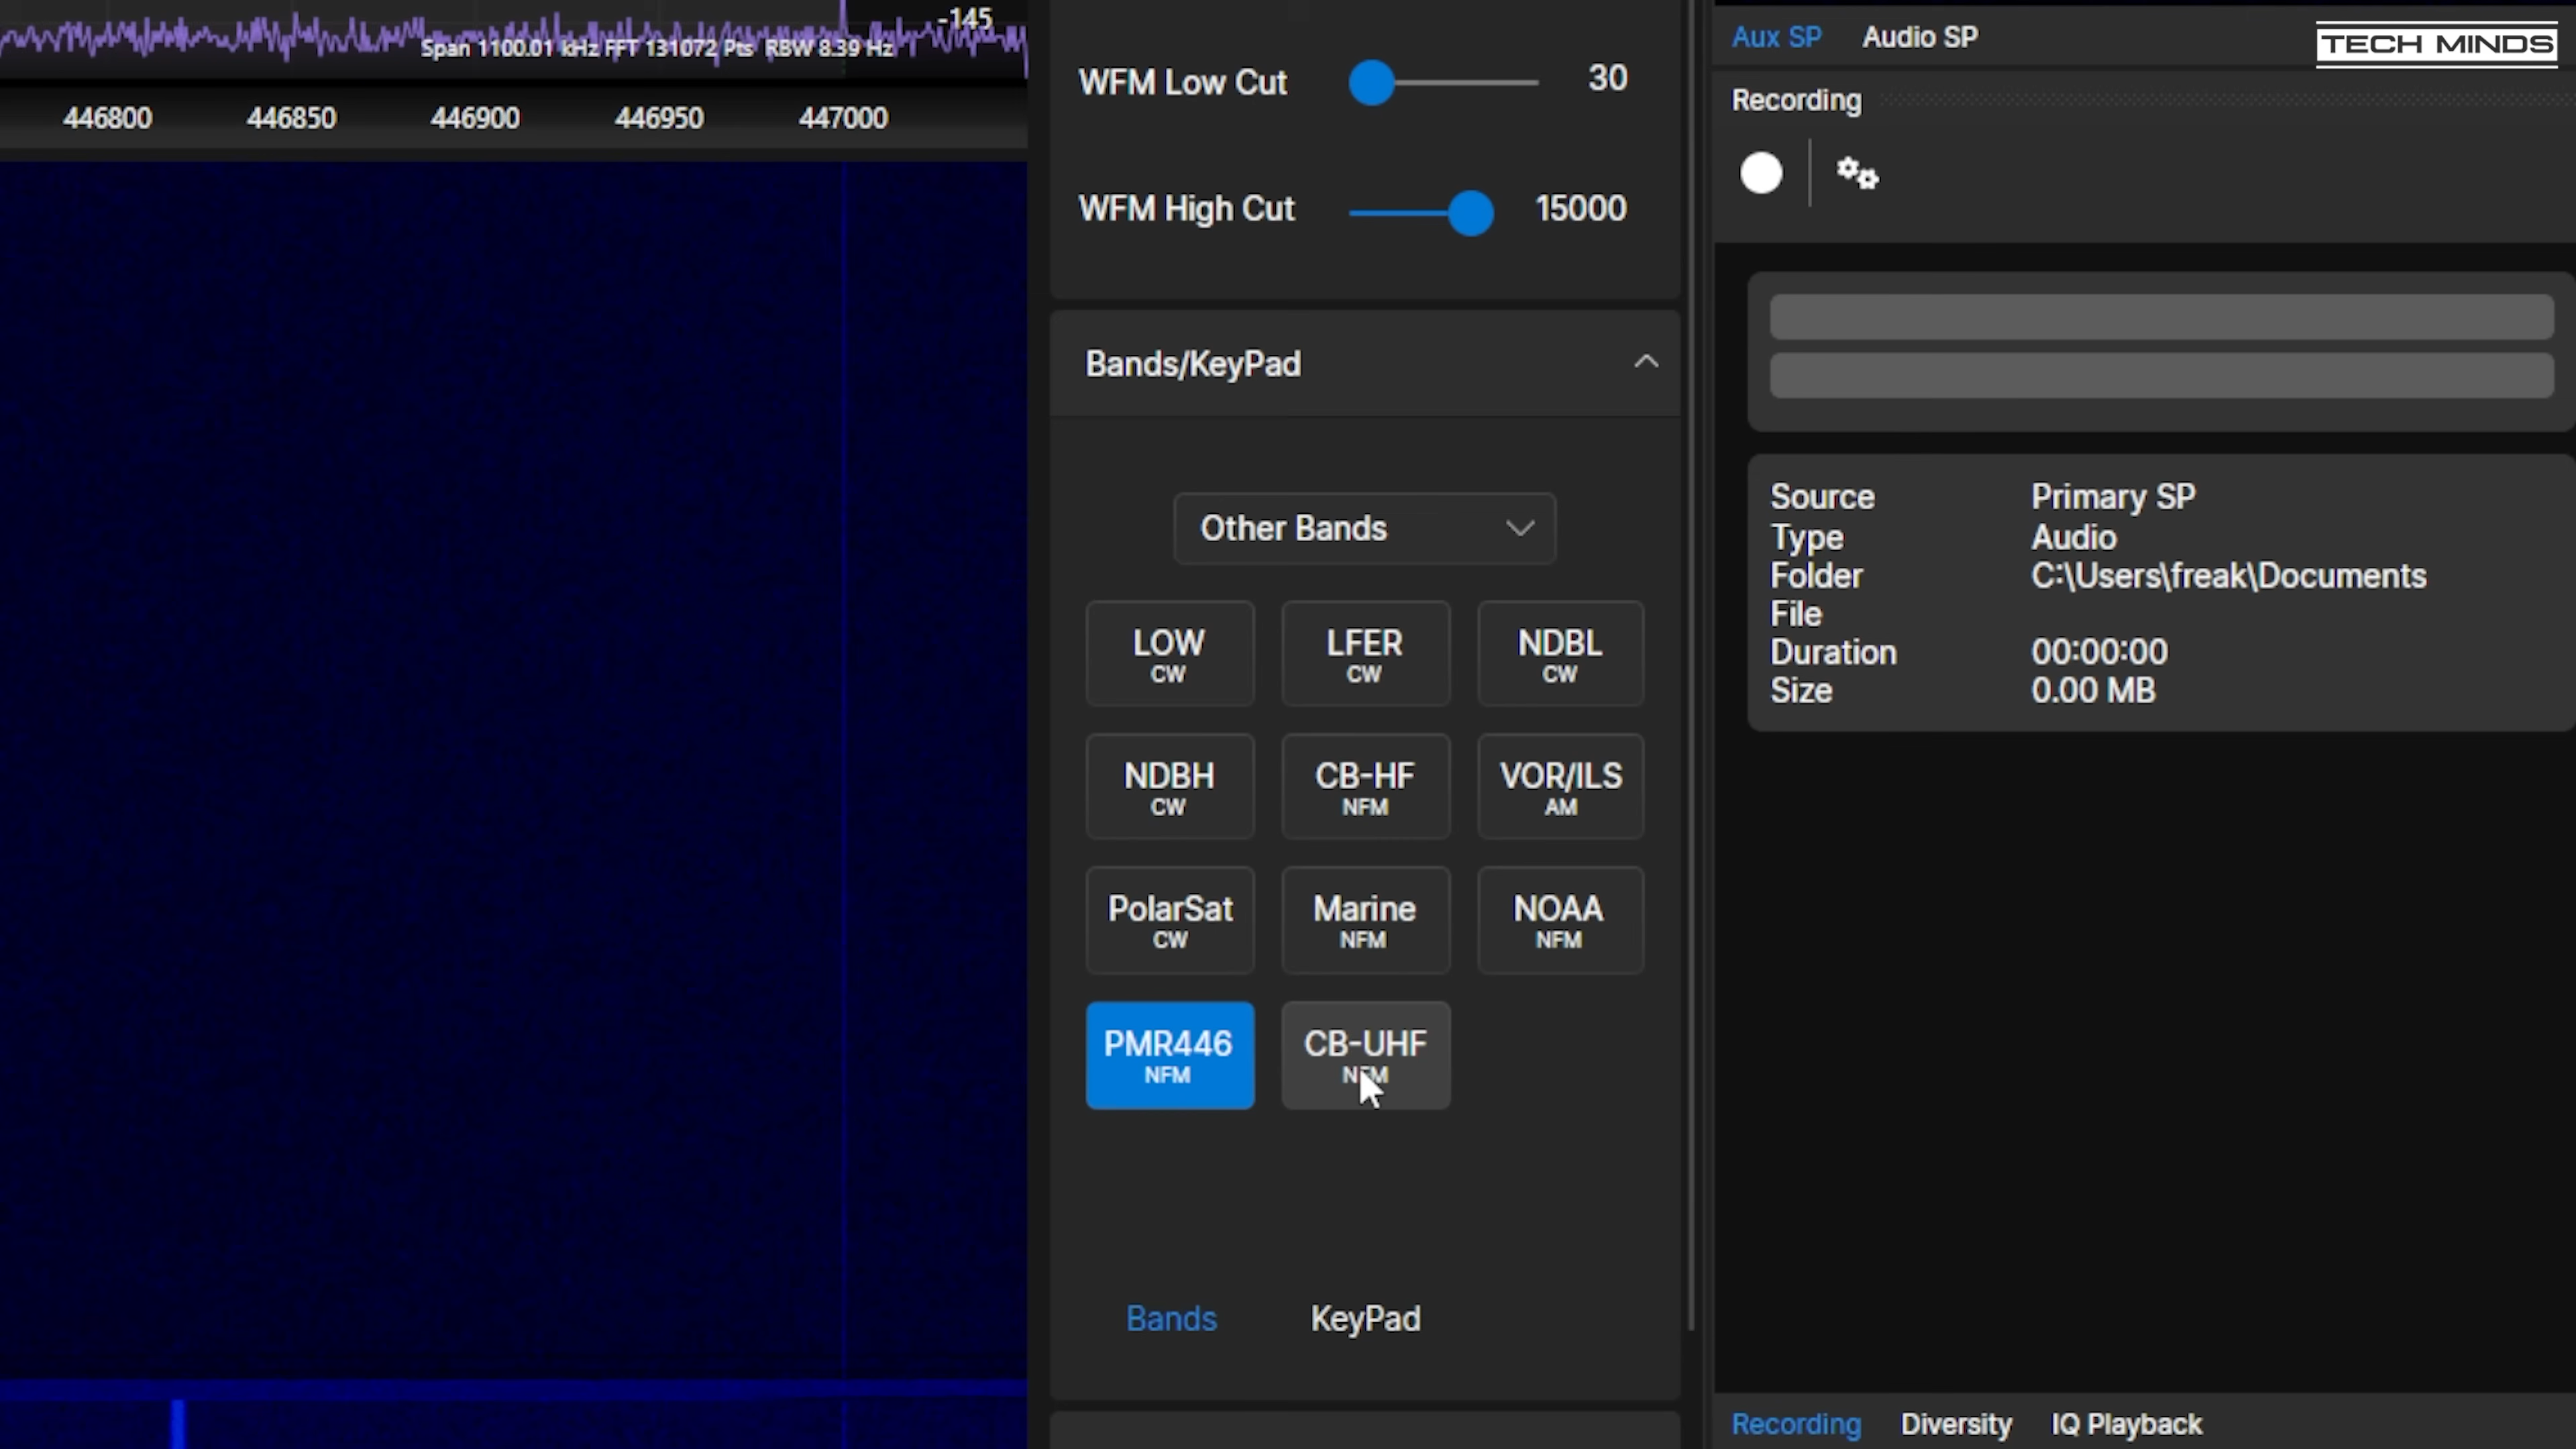 -145
Span 1100.01 kHz FFT 131072 Pts RBW 8.39 Hz
446800 446850 446900 446950 447000
WFM Low Cut 30
WFM High Cut 15000
Bands/KeyPad
Other Bands
LOW LFER NDBL
CW CW CW
NDBH CB-HF VOR/ILS
CW NFM AM
PolarSat Marine NOAA
CW NFM NFM
PMR446 CB-UHF
NFM NFM
Bands KeyPad
Aux SP Audio SP
TECH MINDS
Recording
Source Primary SP
Type Audio
Folder C:\Users\freak\Documents
File
Duration 00:00:00
Size 0.00 MB
Recording Diversity IQ Playback